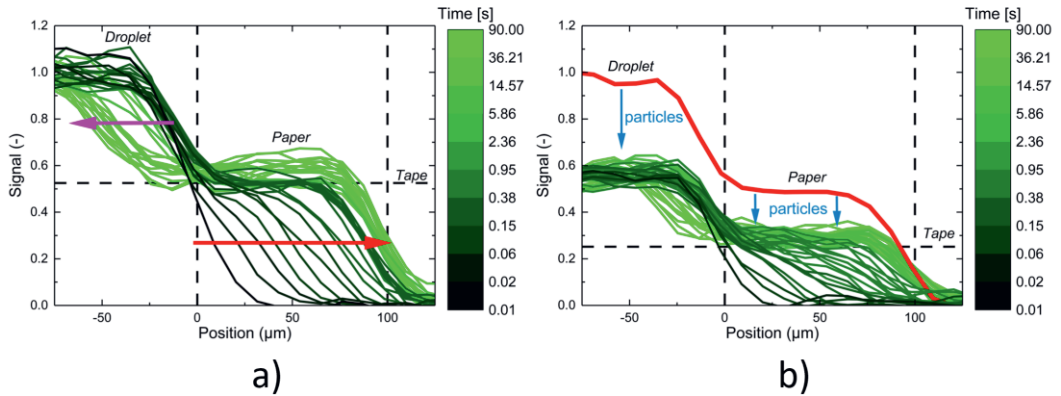 Time [s]
1.2
1.0
0.8
0.6
0.4
0.2
0.0
Signal (-)
Droplet
Paper
Tape
-50
0
50
100
Position (µm)
90.00
36.21
14.57
5.86
2.36
0.95
0.38
0.15
0.06
0.02
0.01
a)
Time [s]
1.2
1.0
0.8
0.6
0.4
0.2
0.0
Signal (-)
Droplet
particles
Paper
particles
Tape
-50
0
50
100
Position (µm)
90.00
36.21
14.57
5.86
2.36
0.95
0.38
0.15
0.06
0.02
0.01
b)